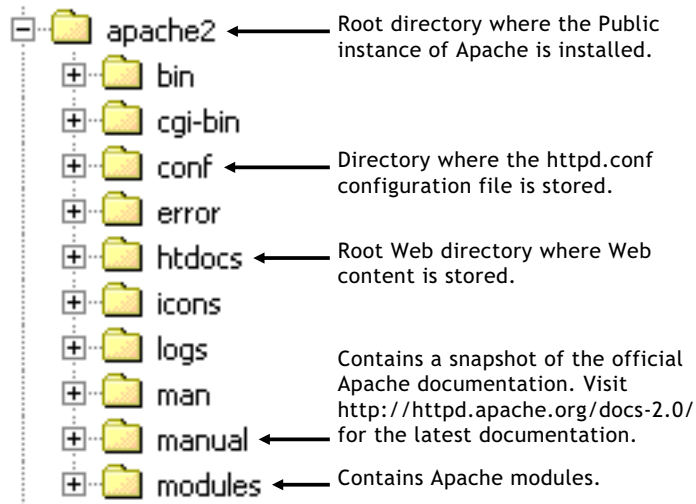 apache2
Root directory where the Public
instance of Apache is installed.
bin
cgi-bin
conf
Directory where the httpd.conf
configuration file is stored.
error
htdocs
Root Web directory where Web
content is stored.
icons
logs
man
manual
Contains a snapshot of the official
Apache documentation. Visit
http://httpd.apache.org/docs-2.0/
for the latest documentation.
modules
Contains Apache modules.